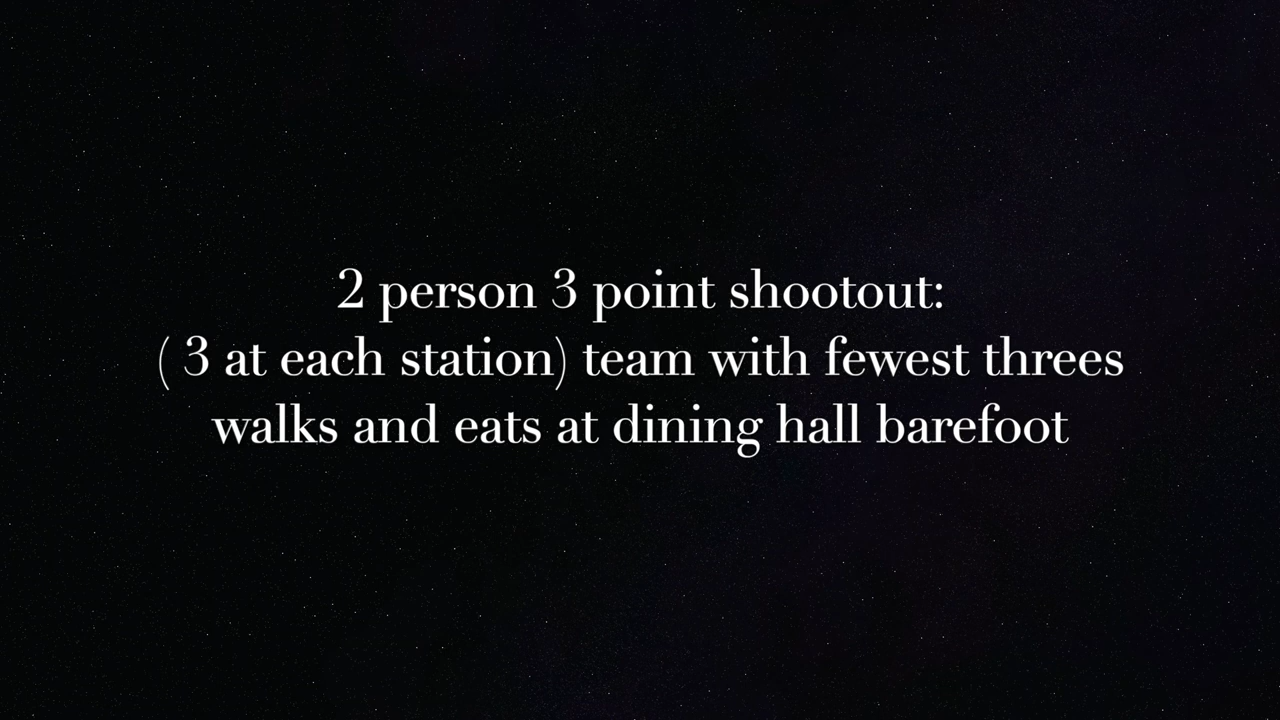 2 person 3 point shootout:
( 3 at each station) team with fewest threes
walks and eats at dining hall barefoot